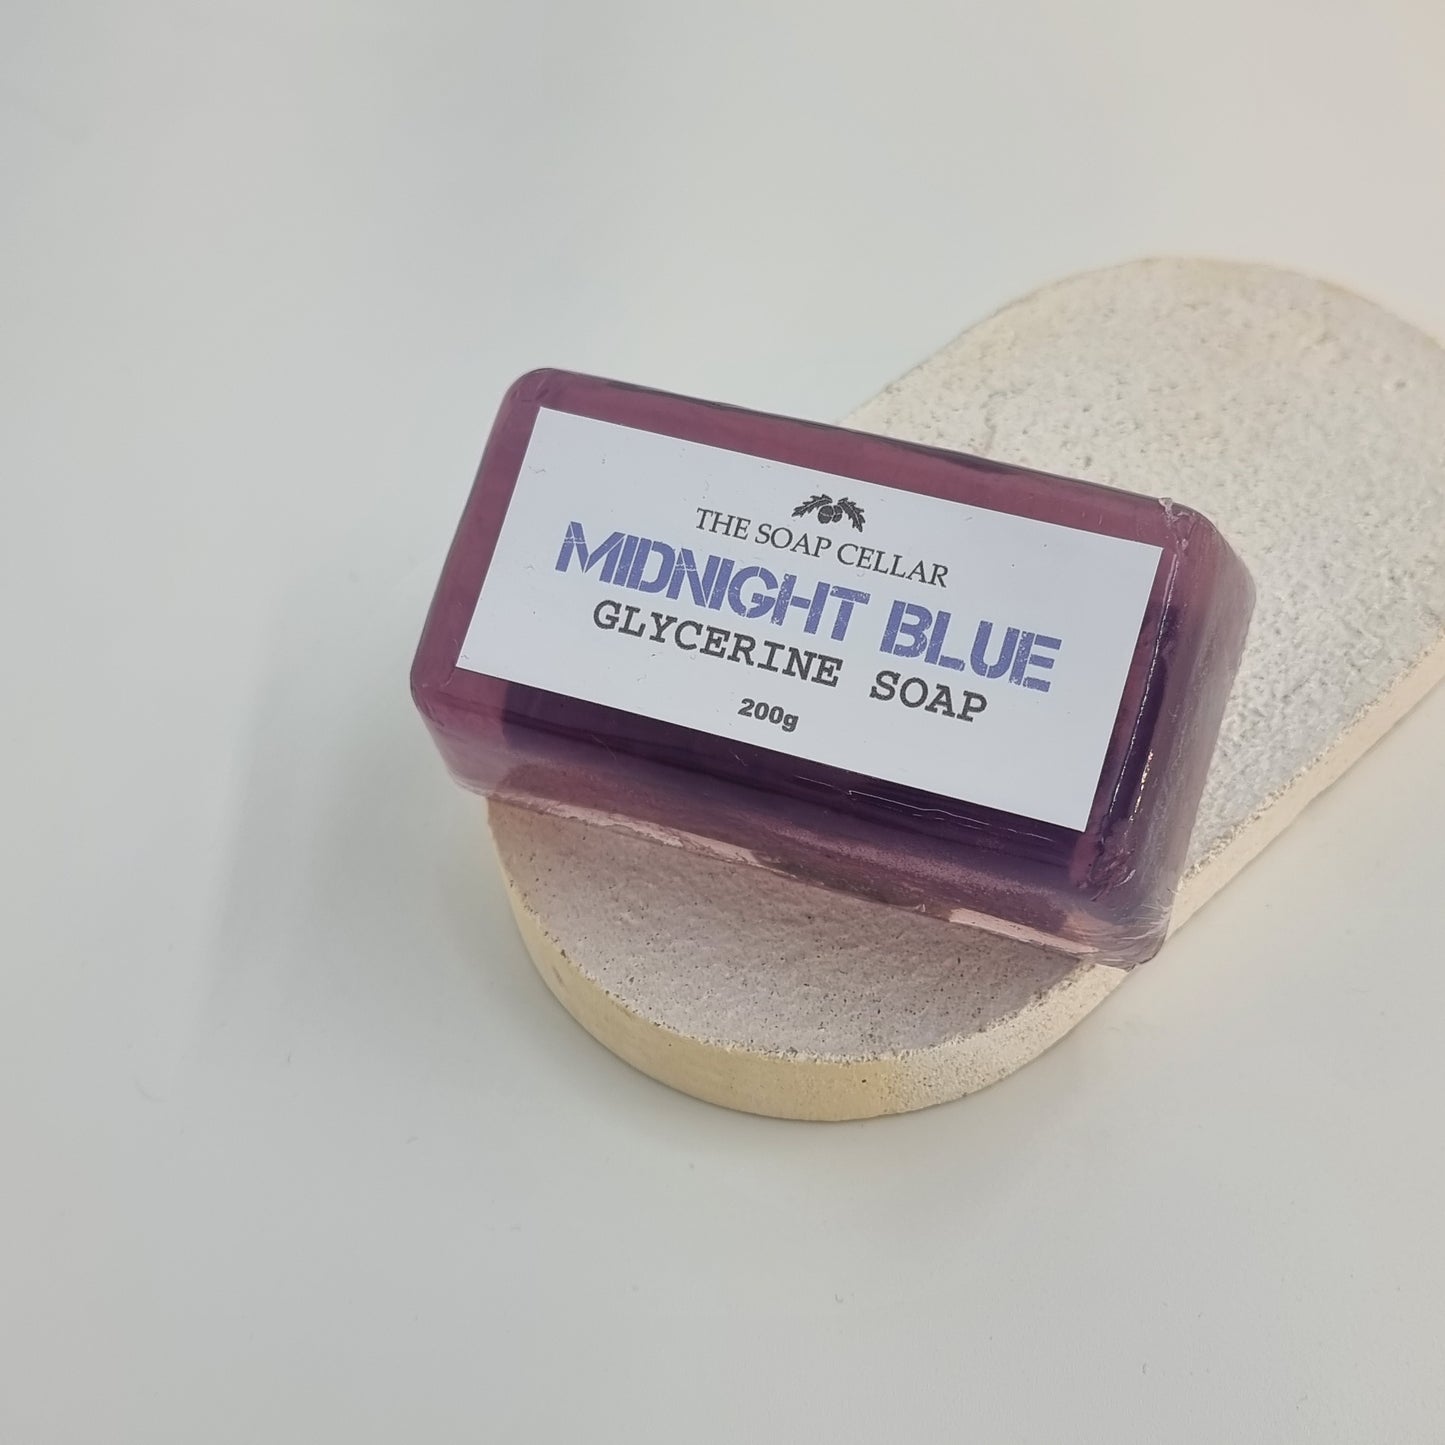 THE SOAP CELLAR
MIDNIGHT BLUE
GLYCERINE SOAP
200g